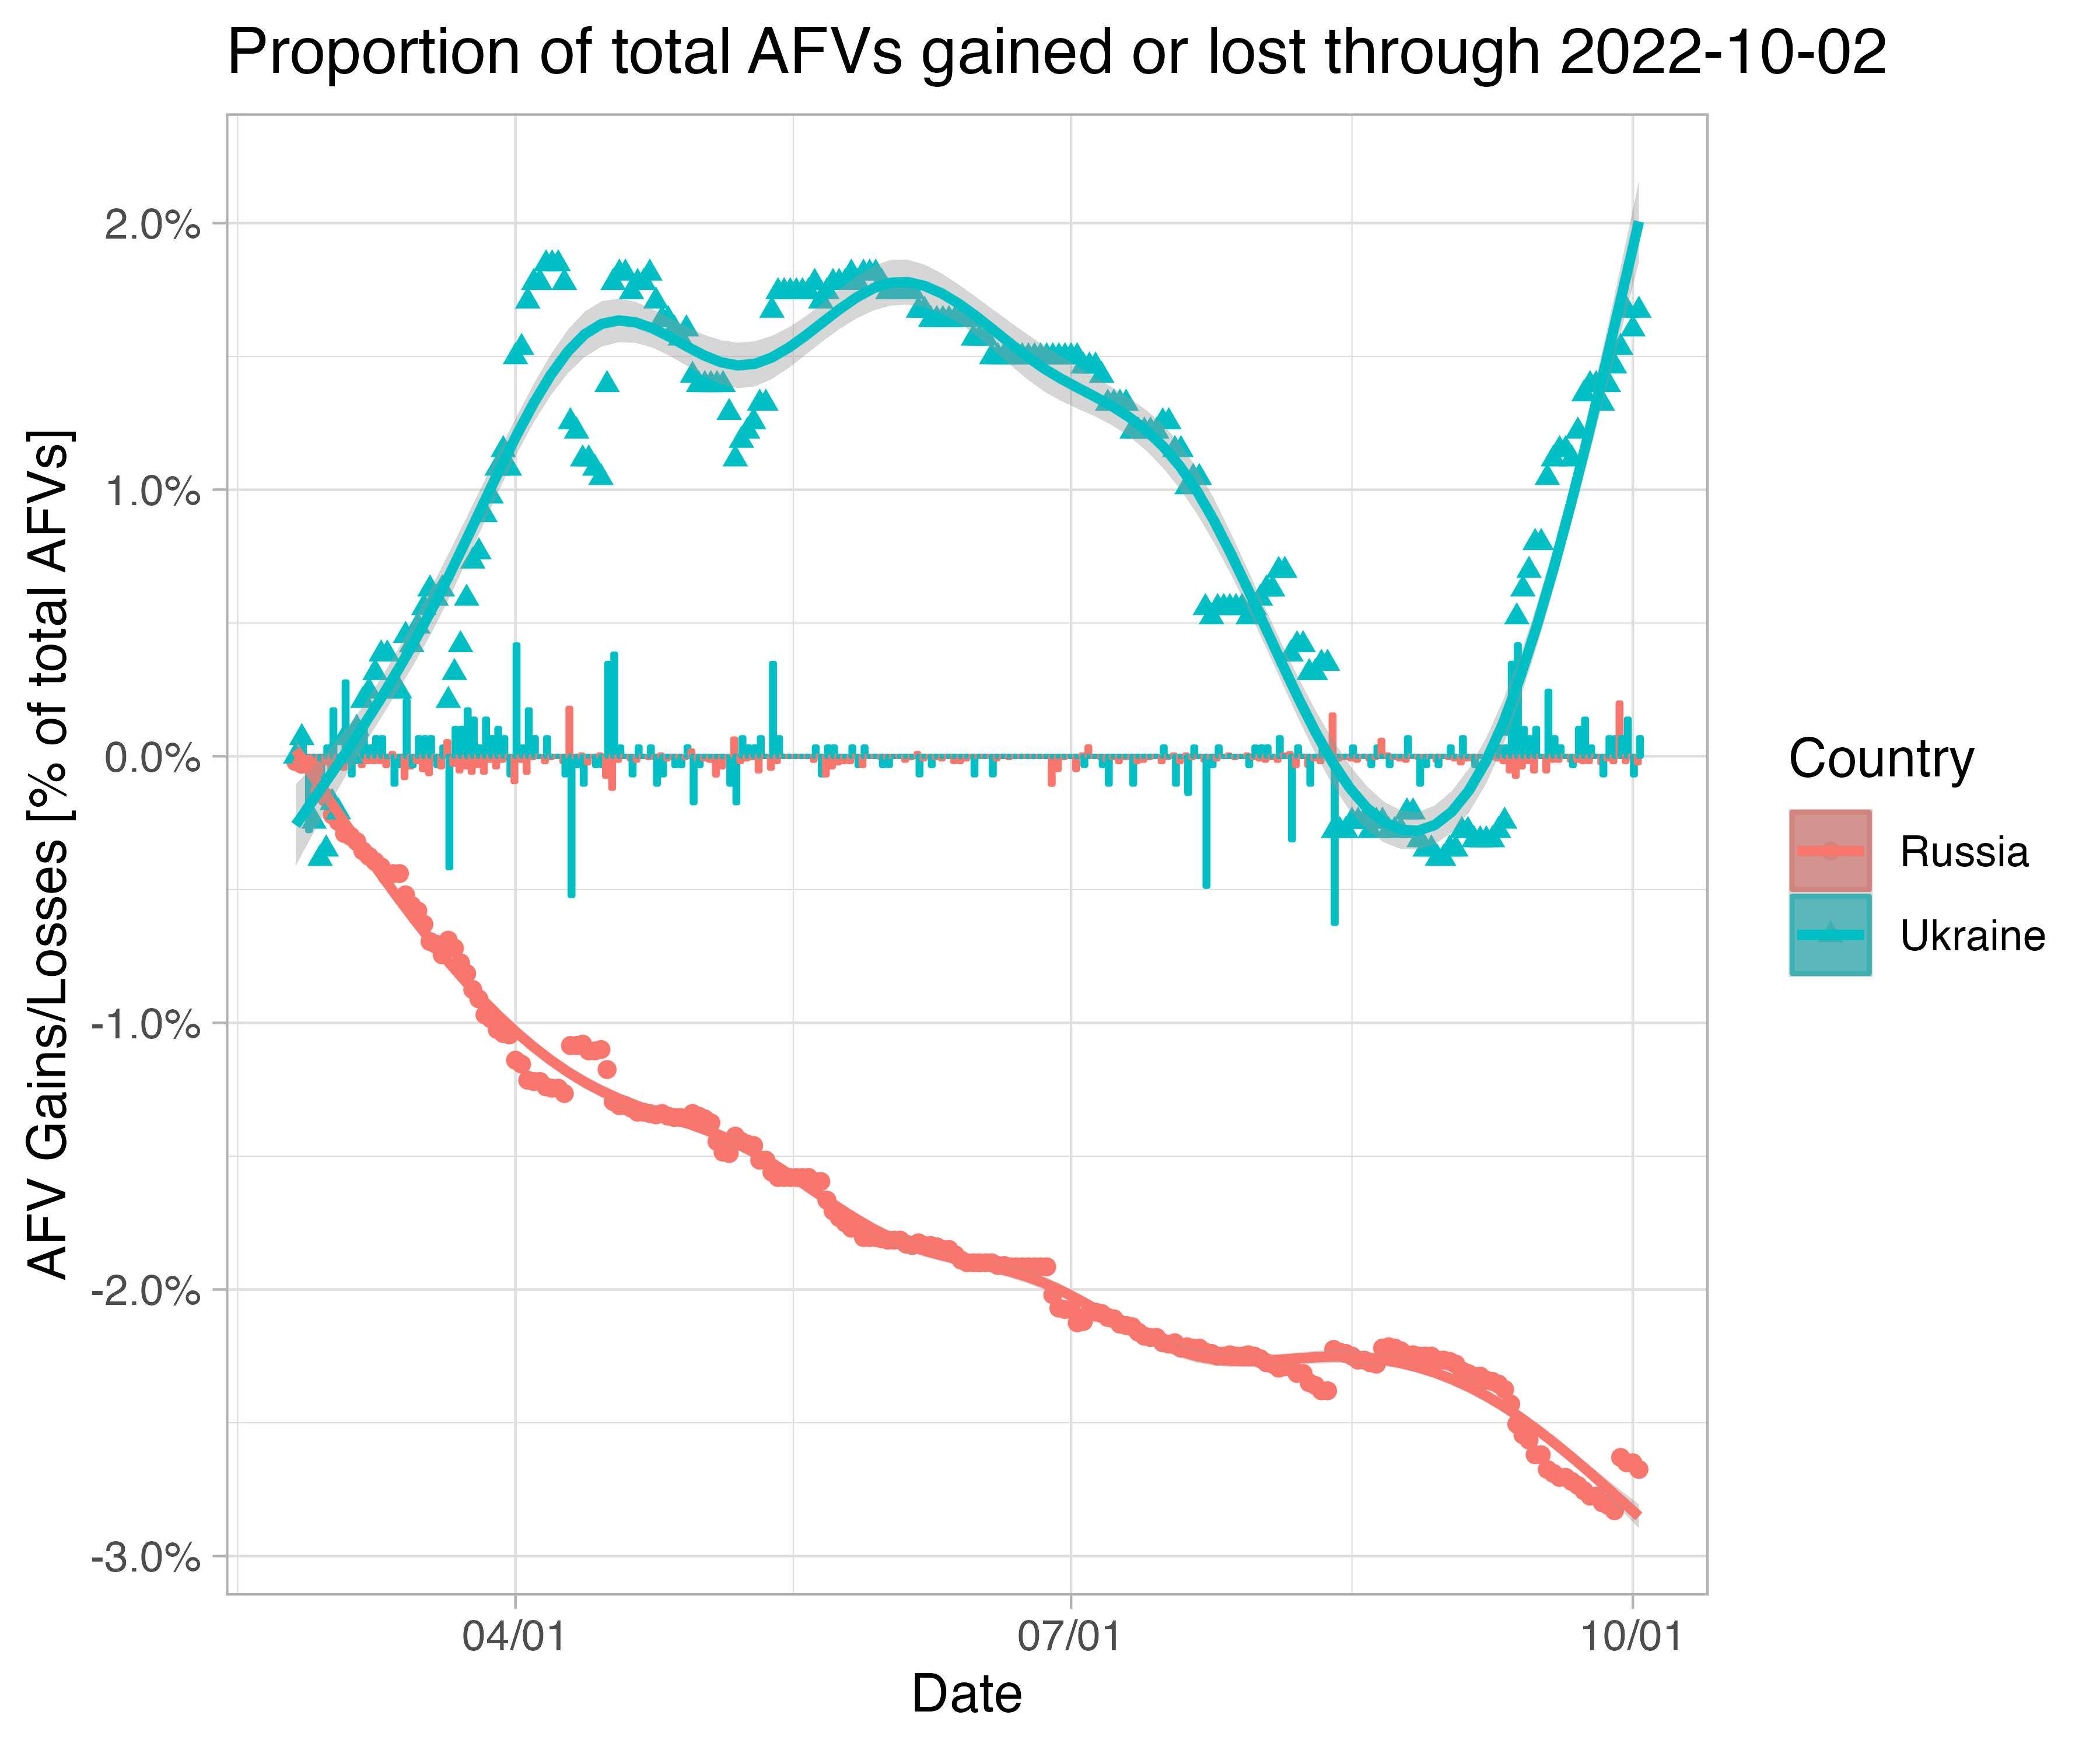 Proportion of total AFVs gained or lost through 2022-10-02
AFV Gains/Losses [% of total AFVs]
2.0%
1.0%
0.0%
-1.0%
-2.0%
-3.0%
04/01
07/01
10/01
Date
Country
Russia
Ukraine